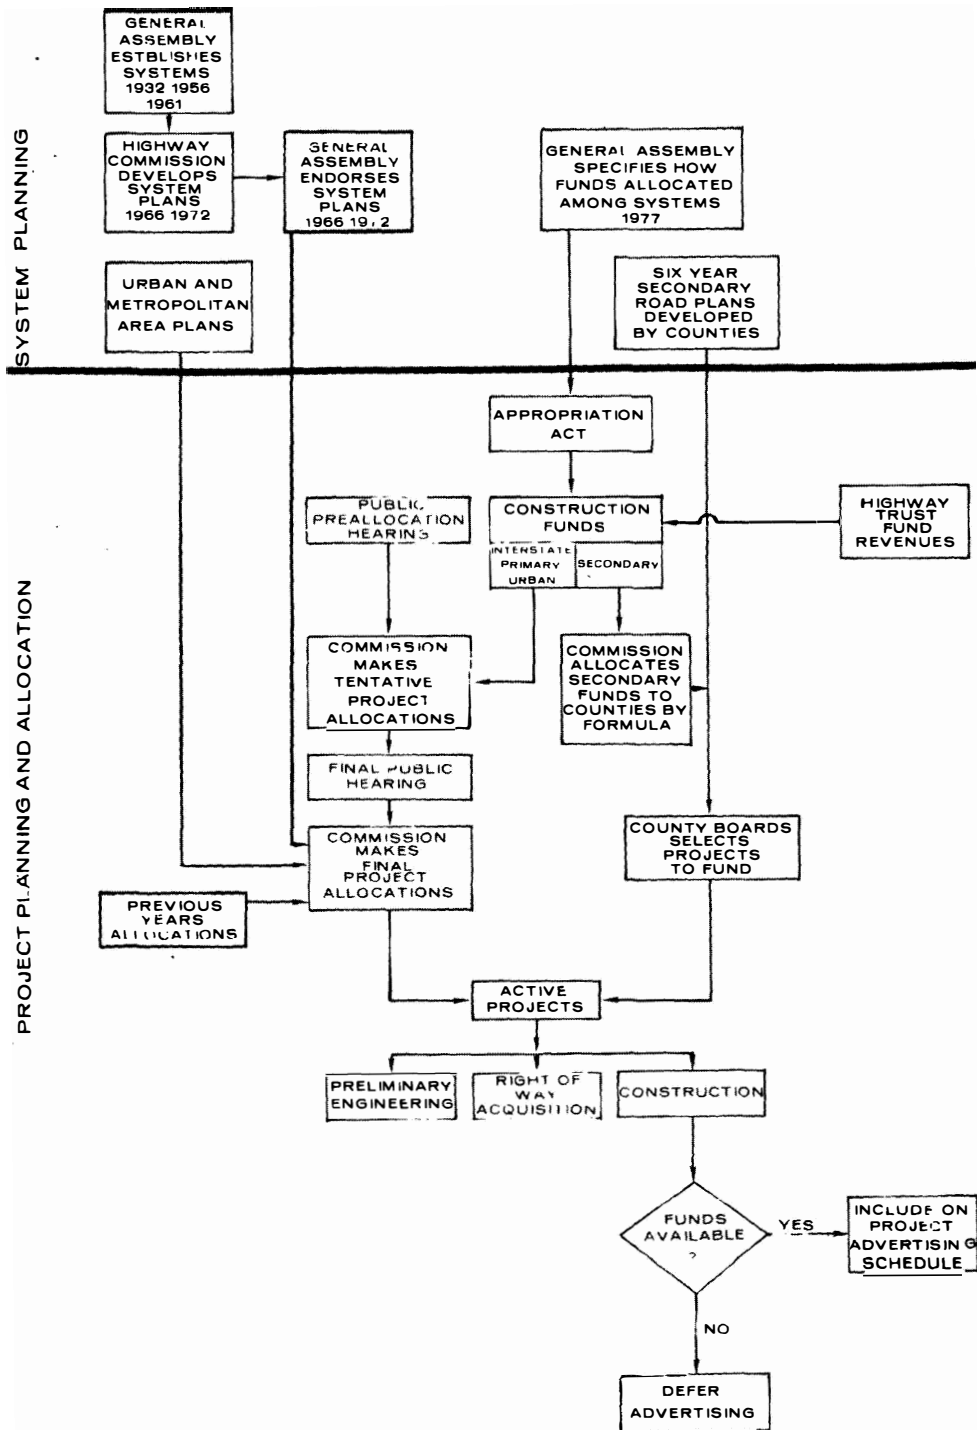 SYSTEM PLANNING
GENERAL
ASSEMBLY
ESTBLISHES
SYSTEMS
1932 1956
1961
HIGHWAY
COMMISSION
DEVELOPS
SYSTEM
PLANS
1966 1972
GENERAL
ASSEMBLY
ENDORSES
SYSTEM
PLANS
1966
GENERAL ASSEMBLY
SPECIFIES HOW
FUNDS ALLOCATED
AMONG SYSTEMS
1977
URBAN AND
METROPOLITAN
AREA PLANS
SIX YEAR
SECONDARY
ROAD PLANS
DEVELOPED
BY COUNTIES
PROJECT PLANNING AND ALLOCATION
APPROPRIATION
ACT
PUBLIC
PREALLOCATION
HEARING
CONSTRUCTION
FUNDS
INTERSTATE
PRIMARY
URBAN
SECONDARY
HIGHWAY
TRUST
FUND
REVENUES
COMMISSION
MAKES
TENTATIVE
PROJECT
ALLOCATIONS
COMMISSION
ALLOCATES
SECONDARY
FUNDS TO
COUNTIES BY
FORMULA
FINAL PUBLIC
HEARING
COMMISSION
MAKES
FINAL
PROJECT
ALLOCATIONS
COUNTY BOARDS
SELECTS
PROJECTS
TO FUND
PREVIOUS
YEARS
ALLOCATIONS
ACTIVE
PROJECTS
PRELIMINARY
ENGINEERING
RIGHT OF
WAY
ACQUISITION
CONSTRUCTION
FUNDS
AVAILABLE
?
YES
INCLUDE ON
PROJECT
ADVERTISING
SCHEDULE
NO
DEFER
ADVERTISING